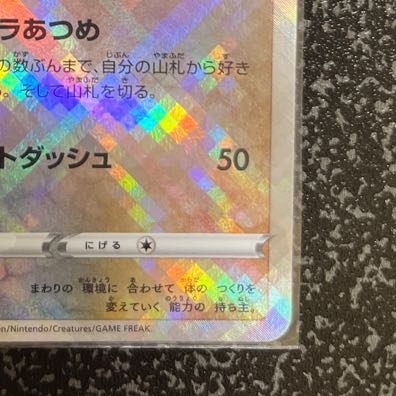 ラあつめ
の数ぶんまで、自分の山札から好き
。そして山札を切る。
トダッシュ 50
にげる
まわりの 環境に 合わせて 体の つくりを
変えていく 能力の 持ち主。
on/Nintendo/Creatures/GAME FREAK.